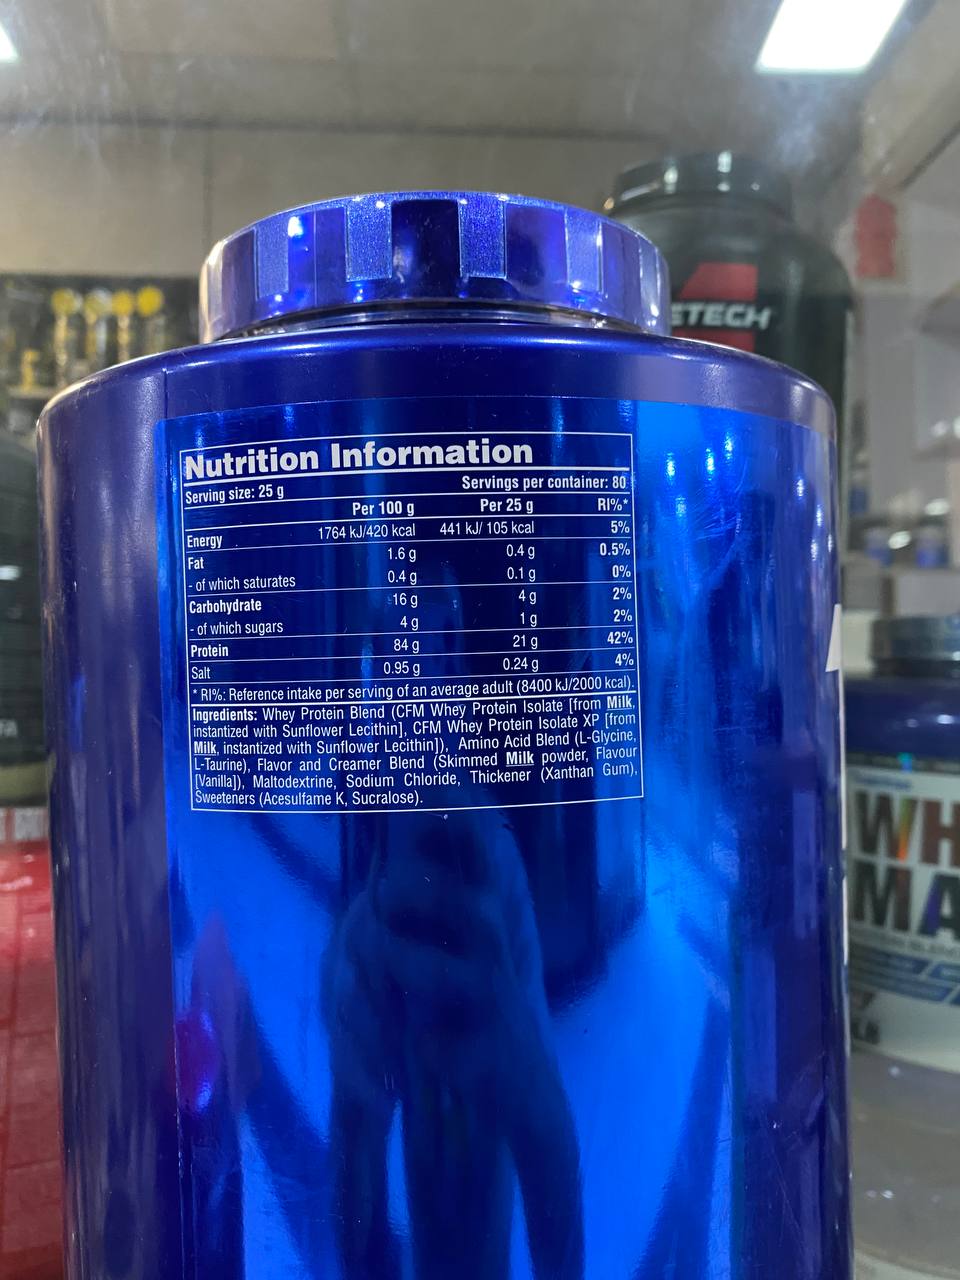 ETECH
Nutrition Information
Serving size: 25 g Servings per container: 80
Per 100 g Per 25 g RI%*
Energy 1764 kJ/420 kcal 441 kJ/ 105 kcal 5%
Fat 1.6 g 0.4 g 0.5%
- of which saturates 0.4 g 0.1 g 0%
Carbohydrate 16 g 4 g 2%
- of which sugars 4 g 1 g 2%
Protein 84 g 21 g 42%
Salt 0.95 g 0.24 g 4%
* RI%: Reference intake per serving of an average adult (8400 kJ/2000 kcal).
Ingredients: Whey Protein Blend (CFM Whey Protein Isolate [from Milk,
instantized with Sunflower Lecithin], CFM Whey Protein Isolate XP [from
Milk, instantized with Sunflower Lecithin]), Amino Acid Blend (L-Glycine,
L-Taurine), Flavor and Creamer Blend (Skimmed Milk powder, Flavour
[Vanilla]), Maltodextrine, Sodium Chloride, Thickener (Xanthan Gum),
Sweeteners (Acesulfame K, Sucralose).
WH
MA